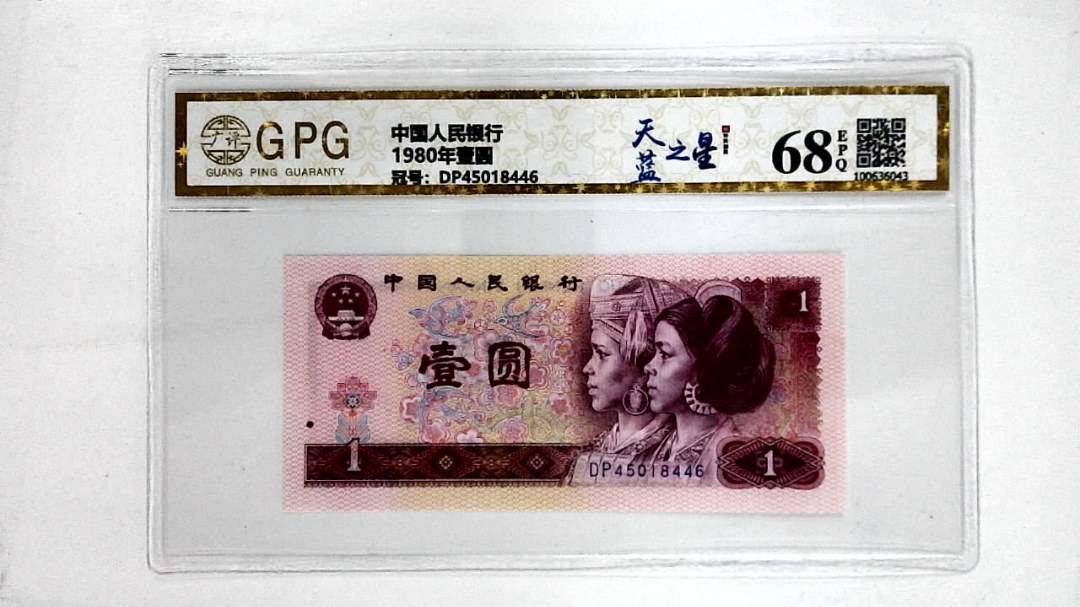 广评
GPG
GUANG PING GUARANTY
中国人民银行
1980年壹圆
冠号：DP45018446
天蓝之星
68
EPQ
100636043
中国人民银行
1
壹圆
1
DP45018446
1